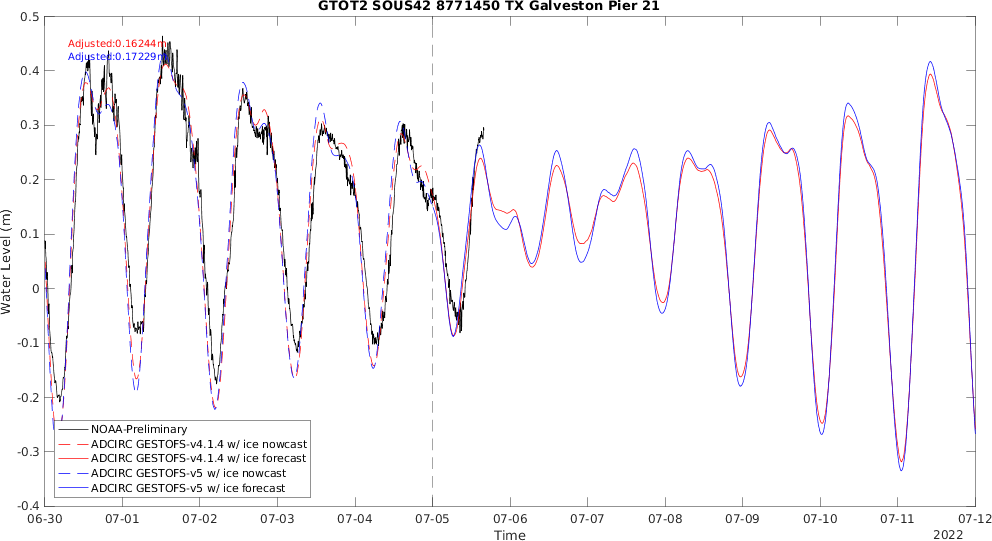 GTOT2 SOUS42 8771450 TX Galveston Pier 21
Adjusted:0.16244m
Adjusted:0.17229m
0.5
0.4
0.3
0.2
0.1
0
-0.1
-0.2
-0.3
-0.4
Water Level (m)
NOAA-Preliminary
ADCIRC GESTOFS-v4.1.4 w/ ice nowcast
ADCIRC GESTOFS-v4.1.4 w/ ice forecast
ADCIRC GESTOFS-v5 w/ ice nowcast
ADCIRC GESTOFS-v5 w/ ice forecast
06-30 07-01 07-02 07-03 07-04 07-05 07-06 07-07 07-08 07-09 07-10 07-11 07-12
Time
2022